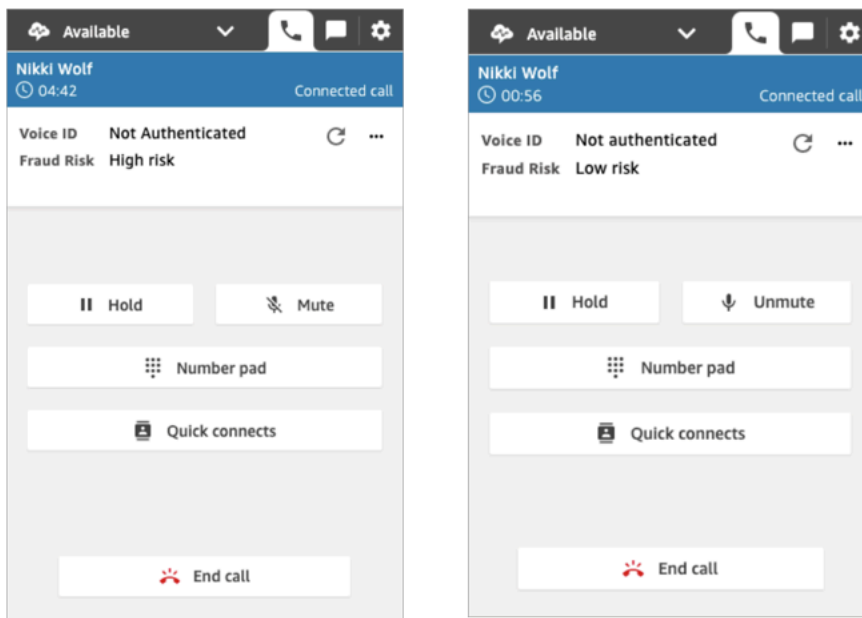 Available
Nikki Wolf
04:42 Connected call
Voice ID Not Authenticated
Fraud Risk High risk
Hold Mute
Number pad
Quick connects
End call
Available
Nikki Wolf
00:56 Connected call
Voice ID Not authenticated
Fraud Risk Low risk
Hold Unmute
Number pad
Quick connects
End call